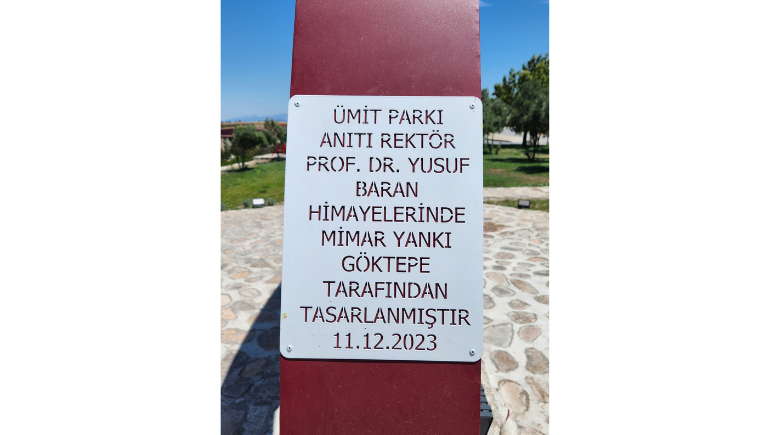 ÜMİT PARKI
ANITI REKTÖR
PROF. DR. YUSUF
BARAN
HİMAYELERİNDE
MİMAR YANKI
GÖKTEPE
TARAFINDAN
TASARLANMIŞTIR
11.12.2023